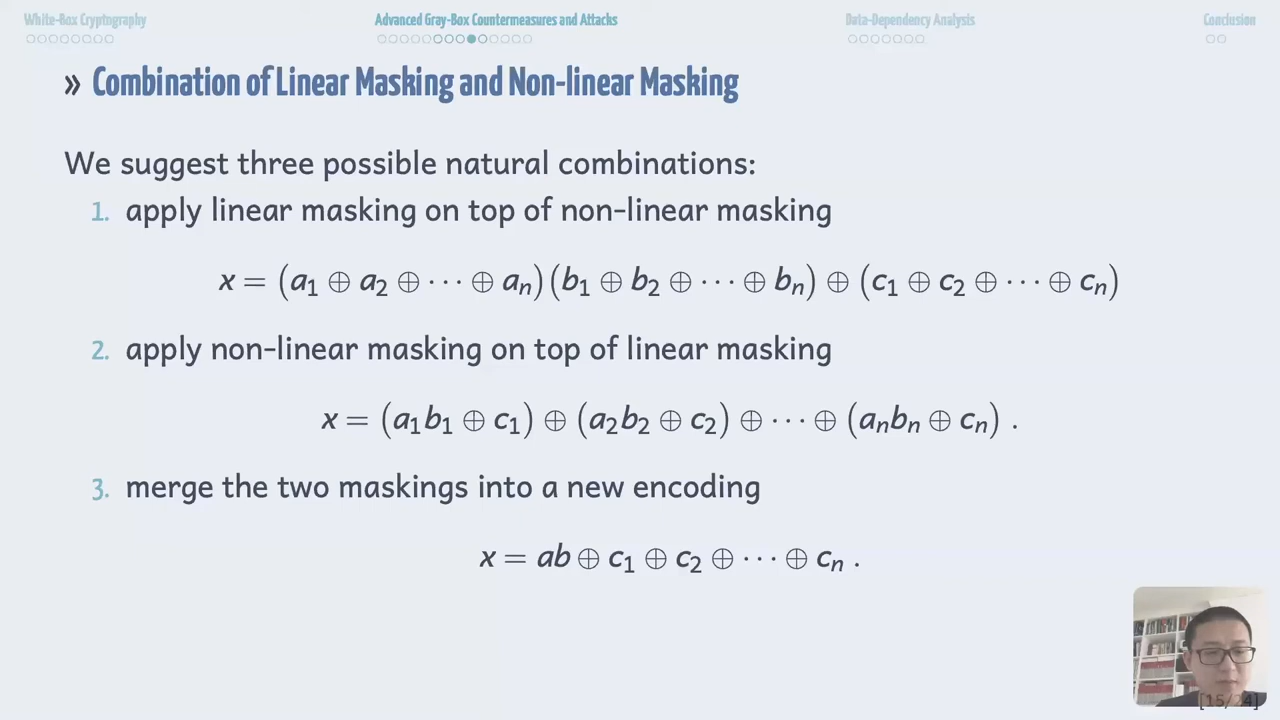 White-Box Cryptography Advanced Gray-Box Countermeasures and Attacks Data-Dependency Analysis Conclusion
» Combination of Linear Masking and Non-linear Masking
We suggest three possible natural combinations:
1. apply linear masking on top of non-linear masking
x = (a₁ ⊕ a₂ ⊕ ··· ⊕ aₙ)(b₁ ⊕ b₂ ⊕ ··· ⊕ bₙ) ⊕ (c₁ ⊕ c₂ ⊕ ··· ⊕ cₙ)
2. apply non-linear masking on top of linear masking
x = (a₁b₁ ⊕ c₁) ⊕ (a₂b₂ ⊕ c₂) ⊕ ··· ⊕ (aₙbₙ ⊕ cₙ) .
3. merge the two maskings into a new encoding
x = ab ⊕ c₁ ⊕ c₂ ⊕ ··· ⊕ cₙ .
[15/24]